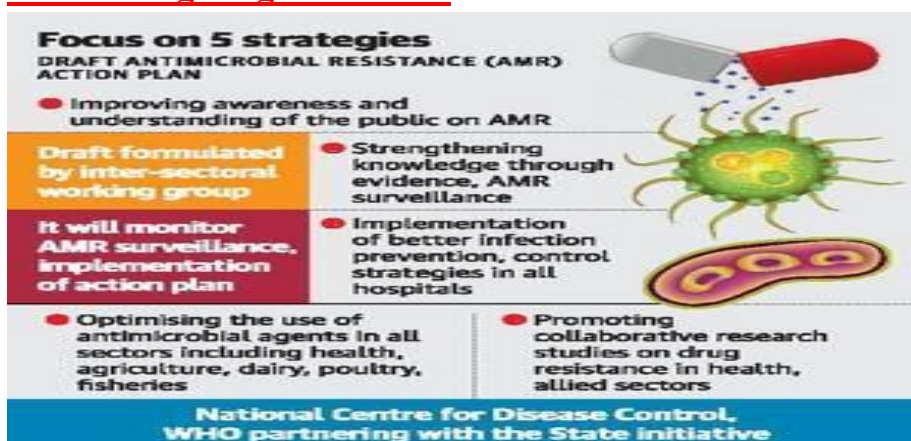 Focus on 5 strategies
DRAFT ANTIMICROBIAL RESISTANCE (AMR)
ACTION PLAN
Improving awareness and
understanding of the public on AMR
Draft formulated
by inter-sectoral
working group
Strengthening
knowledge through
evidence, AMR
surveillance
It will monitor
AMR surveillance,
implementation
of action plan
Implementation
of better infection
prevention, control
strategies in all
hospitals
Optimising the use of
antimicrobial agents in all
sectors including health,
agriculture, dairy, poultry,
fisheries
Promoting
collaborative research
studies on drug
resistance in health,
allied sectors
National Centre for Disease Control,
WHO partnering with the State initiative